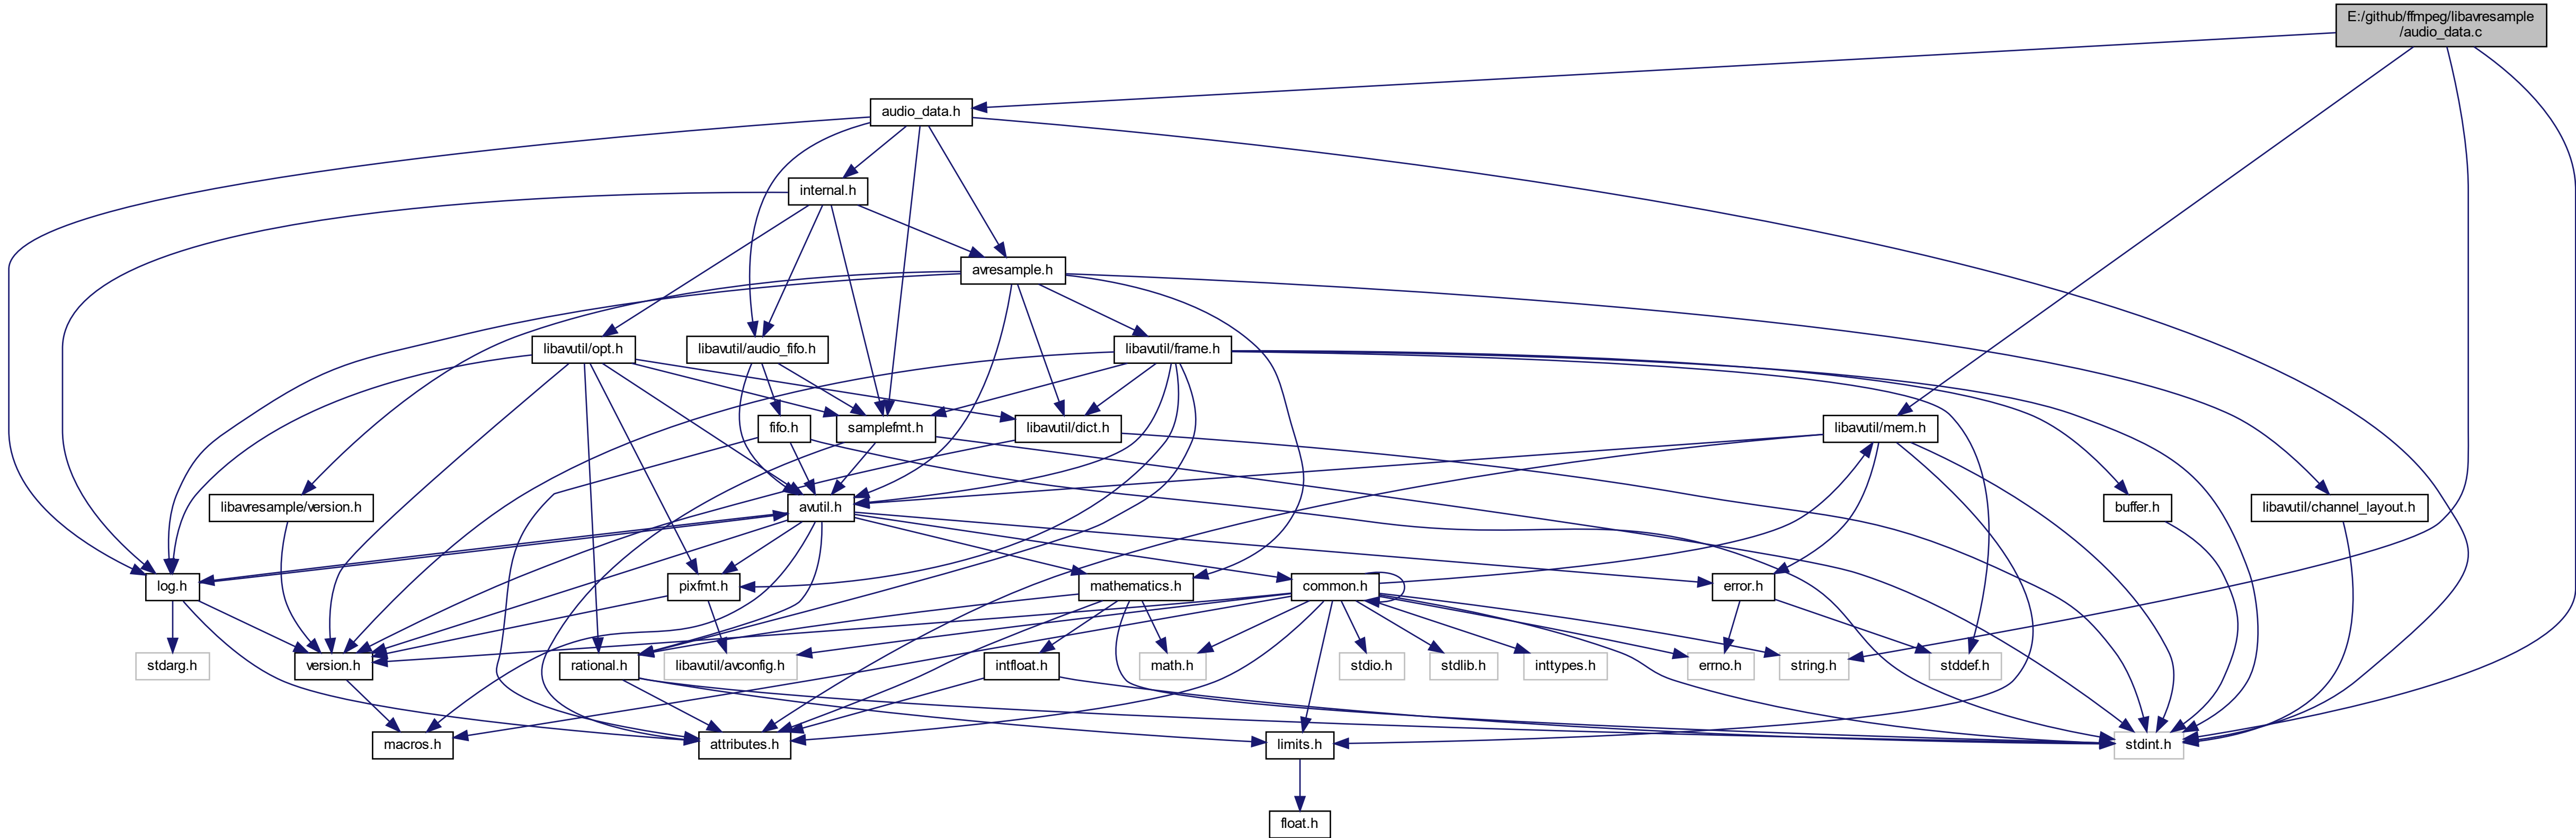 E:/github/ffmpeg/libavresample
/audio_data.c
audio_data.h
internal.h
avresample.h
libavutil/opt.h
libavutil/audio_fifo.h
libavutil/frame.h
fifo.h
samplefmt.h
libavutil/dict.h
libavutil/mem.h
libavresample/version.h
avutil.h
buffer.h
libavutil/channel_layout.h
log.h
pixfmt.h
mathematics.h
common.h
error.h
stdarg.h
version.h
rational.h
libavutil/avconfig.h
intfloat.h
math.h
stdio.h
stdlib.h
inttypes.h
errno.h
string.h
stddef.h
macros.h
attributes.h
limits.h
stdint.h
float.h